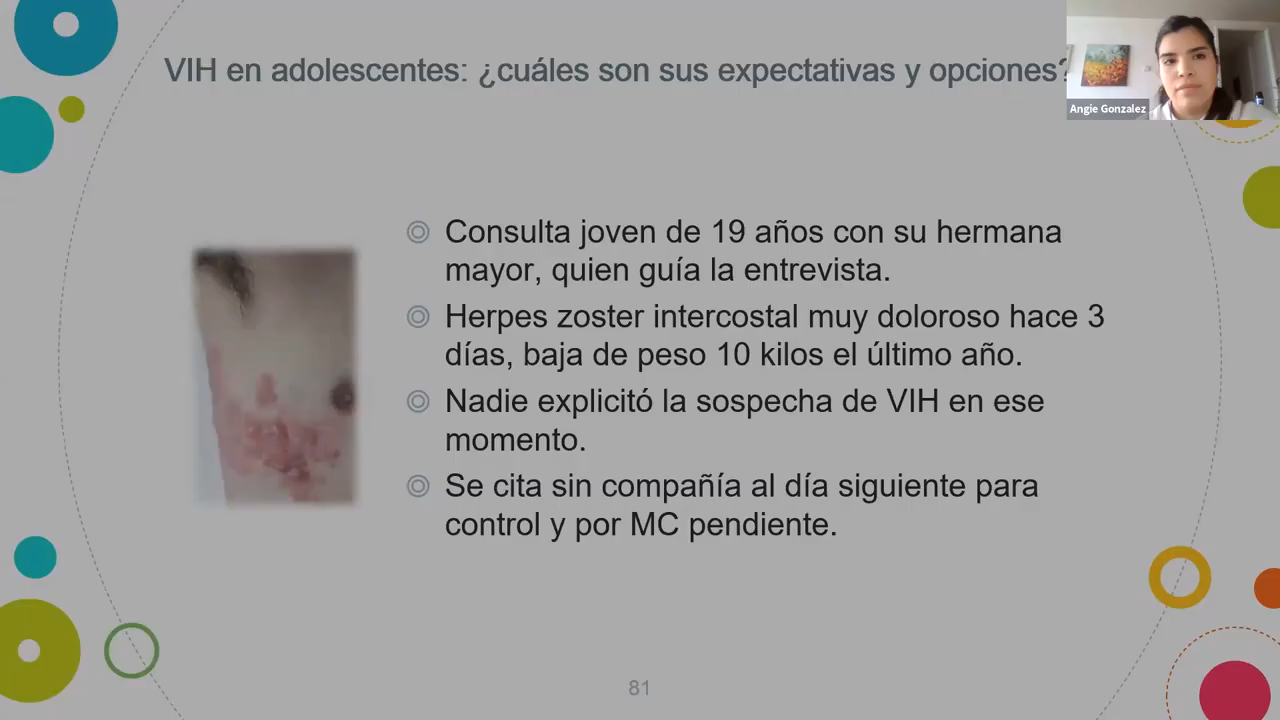 VIH en adolescentes: ¿cuáles son sus expectativas y opciones?
Angie Gonzalez
Consulta joven de 19 años con su hermana
mayor, quien guía la entrevista.
Herpes zoster intercostal muy doloroso hace 3
días, baja de peso 10 kilos el último año.
Nadie explicitó la sospecha de VIH en ese
momento.
Se cita sin compañía al día siguiente para
control y por MC pendiente.
81